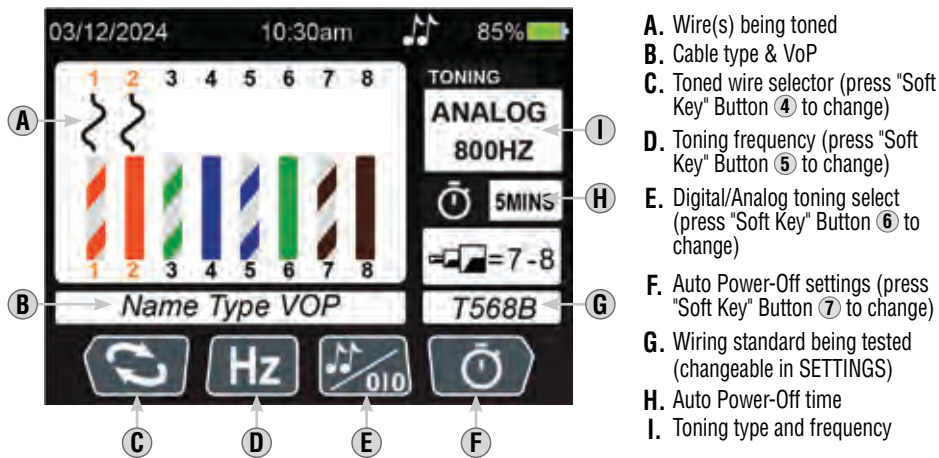 03/12/2024 10:30am 85%
1 2 3 4 5 6 7 8
TONING
ANALOG
800HZ
5MINS
=7-8
1 2 3 4 5 6 7 8
Name Type VOP
T568B
Hz
010
A
B
C
D
E
F
G
H
I
A. Wire(s) being toned
B. Cable type & VoP
C. Toned wire selector (press "Soft
Key" Button 4 to change)
D. Toning frequency (press "Soft
Key" Button 5 to change)
E. Digital/Analog toning select
(press "Soft Key" Button 6 to
change)
F. Auto Power-Off settings (press
"Soft Key" Button 7 to change)
G. Wiring standard being tested
(changeable in SETTINGS)
H. Auto Power-Off time
I. Toning type and frequency